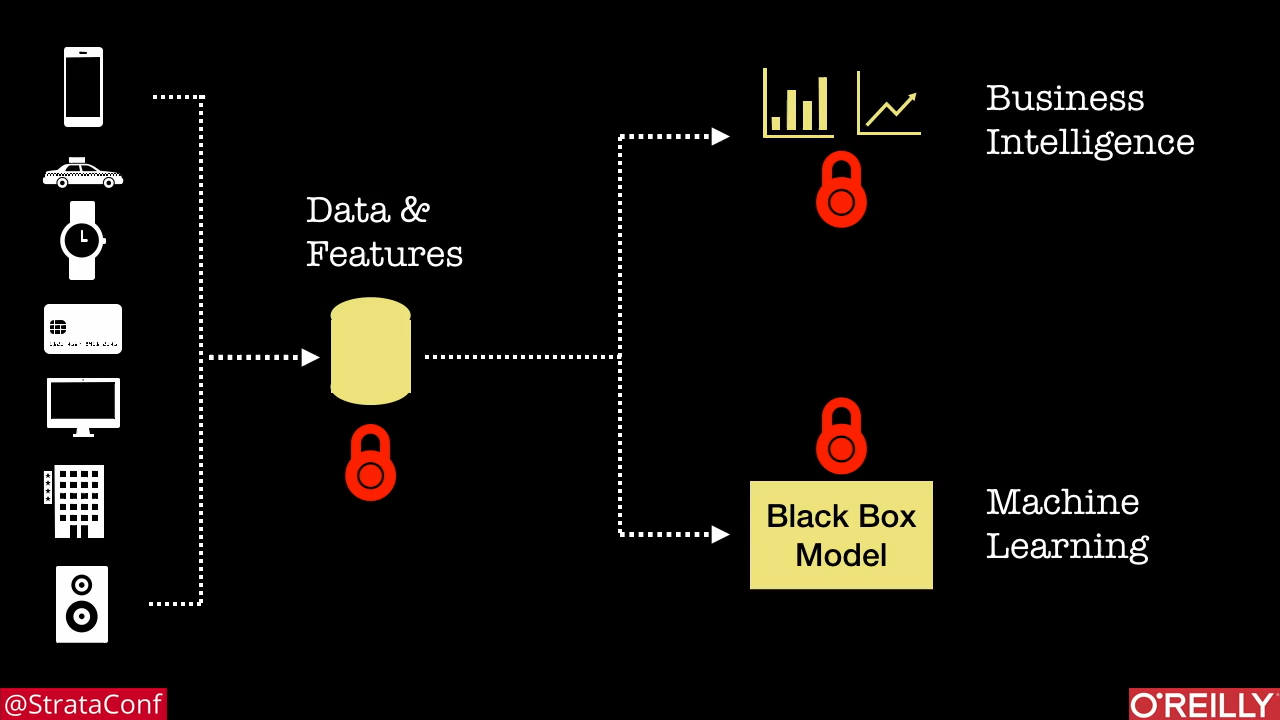 Data &
Features
Business
Intelligence
Black Box
Model
Machine
Learning
@StrataConf
O'REILLY